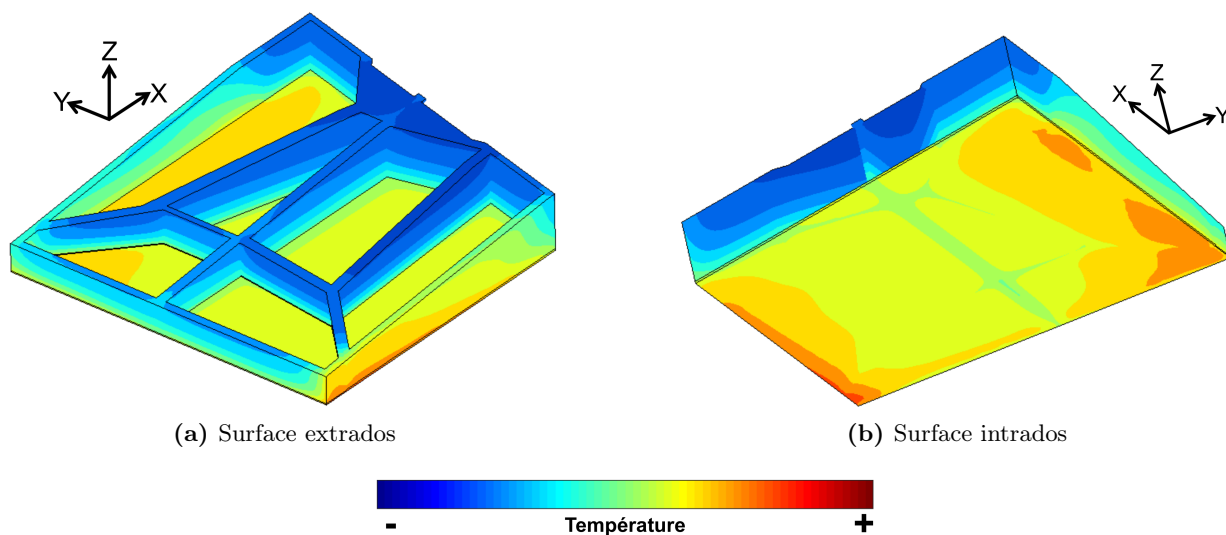 Z
Y
X
Z
X
Y
(a) Surface extrados
(b) Surface intrados
- Température +